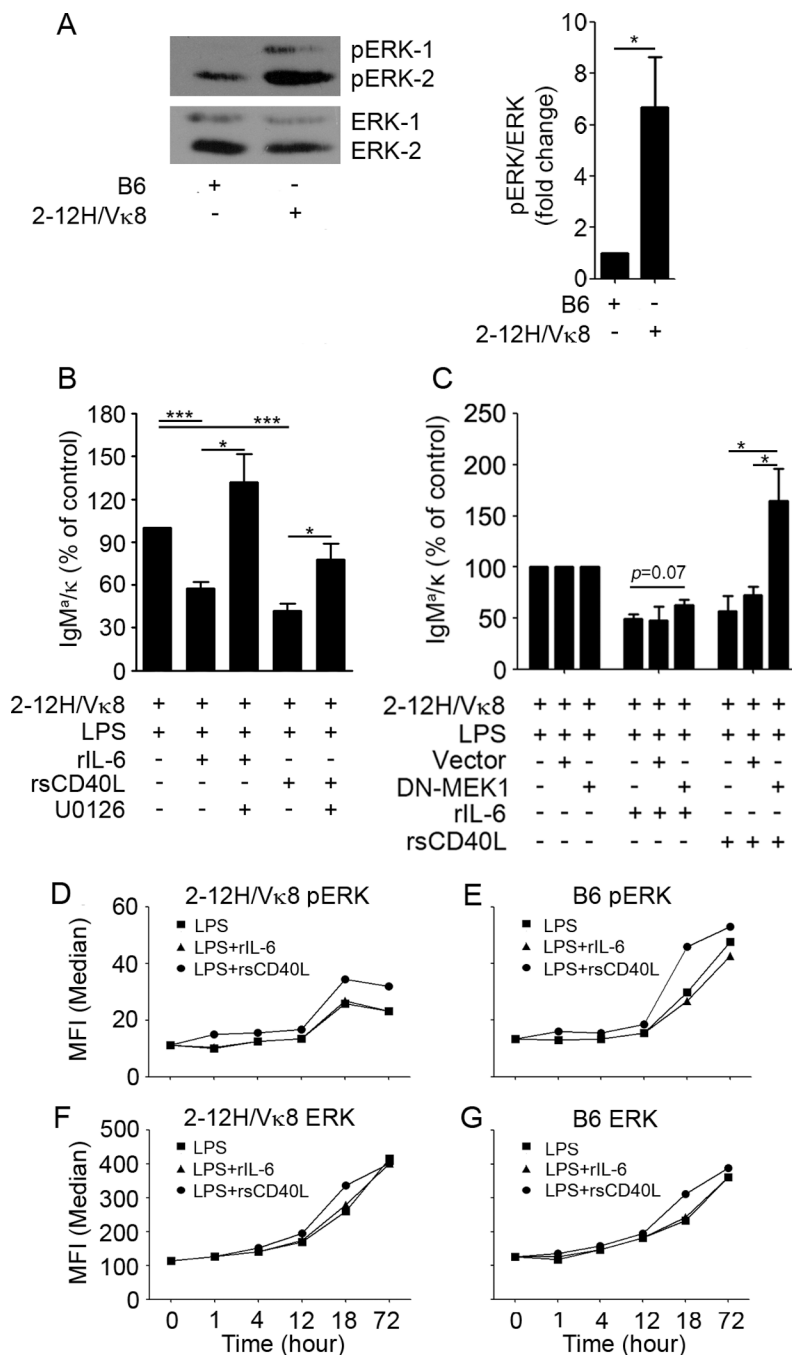 A
pERK-1
pERK-2
ERK-1
ERK-2
B6 + -
2-12H/Vκ8 - +
pERK/ERK
(fold change)
10
8
6
4
2
0
*
B6 + -
2-12H/Vκ8 - +
B
IgMᵃ/κ (% of control)
180
150
120
90
60
30
0
*** ***
* *
2-12H/Vκ8 + + + + +
LPS + + + + +
rIL-6 - + + - -
rsCD40L - - - + +
U0126 - - + - +
C
IgMᵃ/κ (% of control)
250
200
150
100
50
0
p=0.07
*
*
2-12H/Vκ8 + + + + + + + + +
LPS + + + + + + + + +
Vector - + - - + - - + -
DN-MEK1 - - + - - + - - +
rIL-6 - - - + + + - - -
rsCD40L - - - - - - + + +
D
2-12H/Vκ8 pERK
LPS
LPS+rIL-6
LPS+rsCD40L
MFI (Median)
60
40
20
0
E
B6 pERK
LPS
LPS+rIL-6
LPS+rsCD40L
F
2-12H/Vκ8 ERK
LPS
LPS+rIL-6
LPS+rsCD40L
MFI (Median)
500
400
300
200
100
0
0 1 4 12 18 72
Time (hour)
G
B6 ERK
LPS
LPS+rIL-6
LPS+rsCD40L
0 1 4 12 18 72
Time (hour)